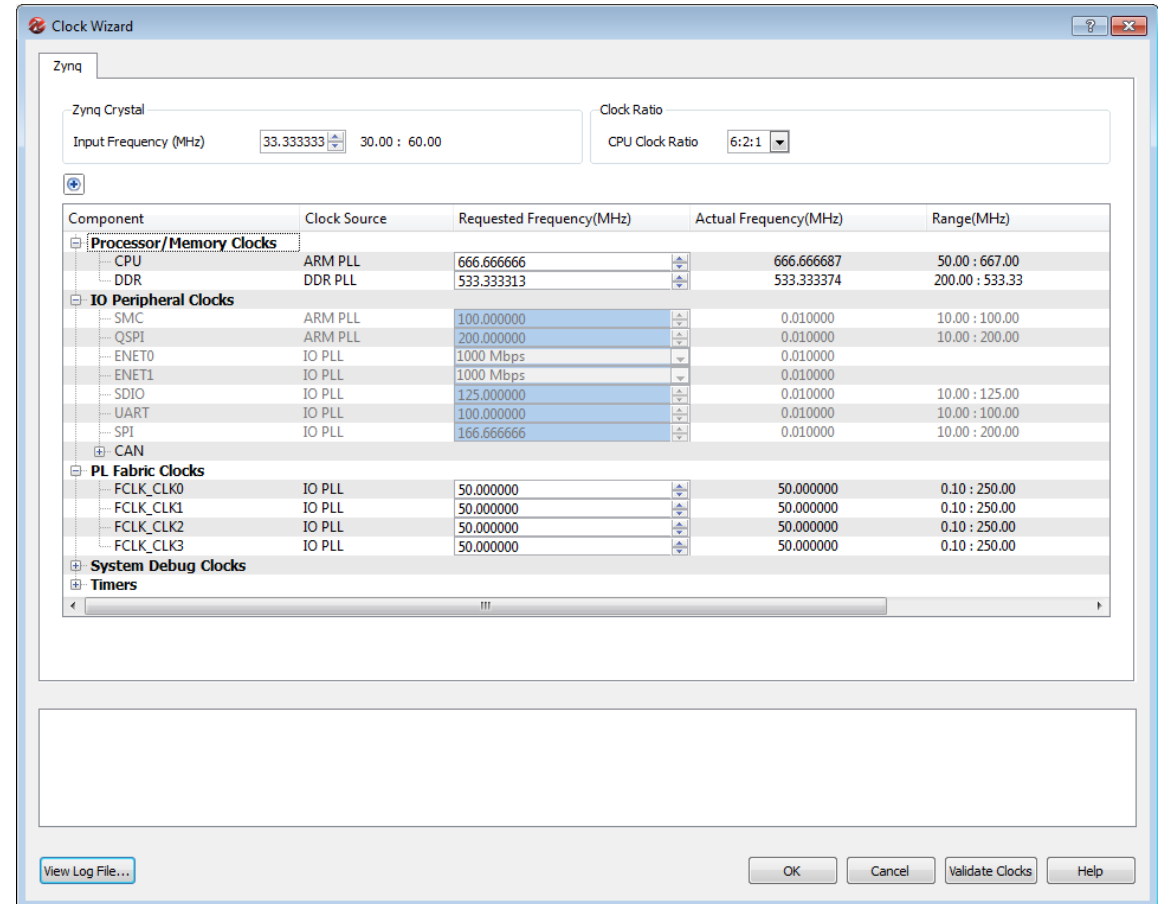 Clock Wizard
Zynq
Zynq Crystal
Clock Ratio
Input Frequency (MHz) 33.333333 30.00 : 60.00
CPU Clock Ratio 6:2:1
Component Clock Source Requested Frequency(MHz) Actual Frequency(MHz) Range(MHz)
Processor/Memory Clocks
CPU ARM PLL 666.666666 666.666687 50.00 : 667.00
DDR DDR PLL 533.333313 533.333374 200.00 : 533.33
IO Peripheral Clocks
SMC ARM PLL 100.000000 0.010000 10.00 : 100.00
QSPI ARM PLL 200.000000 0.010000 10.00 : 200.00
ENET0 IO PLL 1000 Mbps 0.010000
ENET1 IO PLL 1000 Mbps 0.010000
SDIO IO PLL 125.000000 0.010000 10.00 : 125.00
UART IO PLL 100.000000 0.010000 10.00 : 100.00
SPI IO PLL 166.666666 0.010000 10.00 : 200.00
CAN
PL Fabric Clocks
FCLK_CLK0 IO PLL 50.000000 50.000000 0.10 : 250.00
FCLK_CLK1 IO PLL 50.000000 50.000000 0.10 : 250.00
FCLK_CLK2 IO PLL 50.000000 50.000000 0.10 : 250.00
FCLK_CLK3 IO PLL 50.000000 50.000000 0.10 : 250.00
System Debug Clocks
Timers
View Log File... OK Cancel Validate Clocks Help